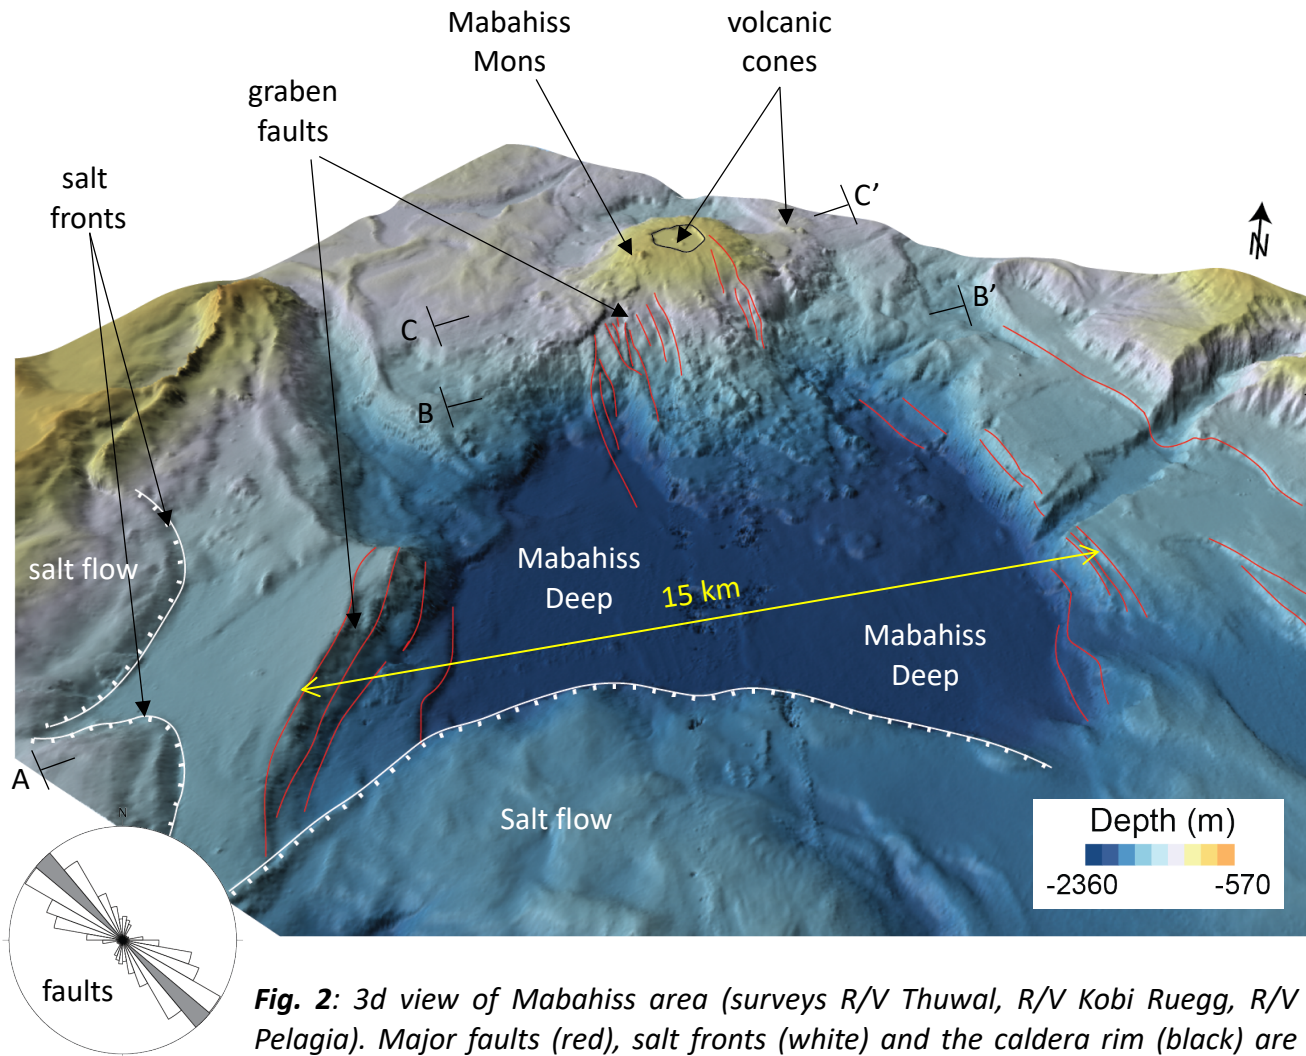 Mabahiss
Mons
volcanic
cones
graben
faults
salt
fronts
C'
N
B'
C
B
salt flow
Mabahiss
Deep
15 km
Mabahiss
Deep
A
Salt flow
Depth (m)
-2360 -570
N
faults
Fig. 2: 3d view of Mabahiss area (surveys R/V Thuwal, R/V Kobi Ruegg, R/V
Pelagia). Major faults (red), salt fronts (white) and the caldera rim (black) are